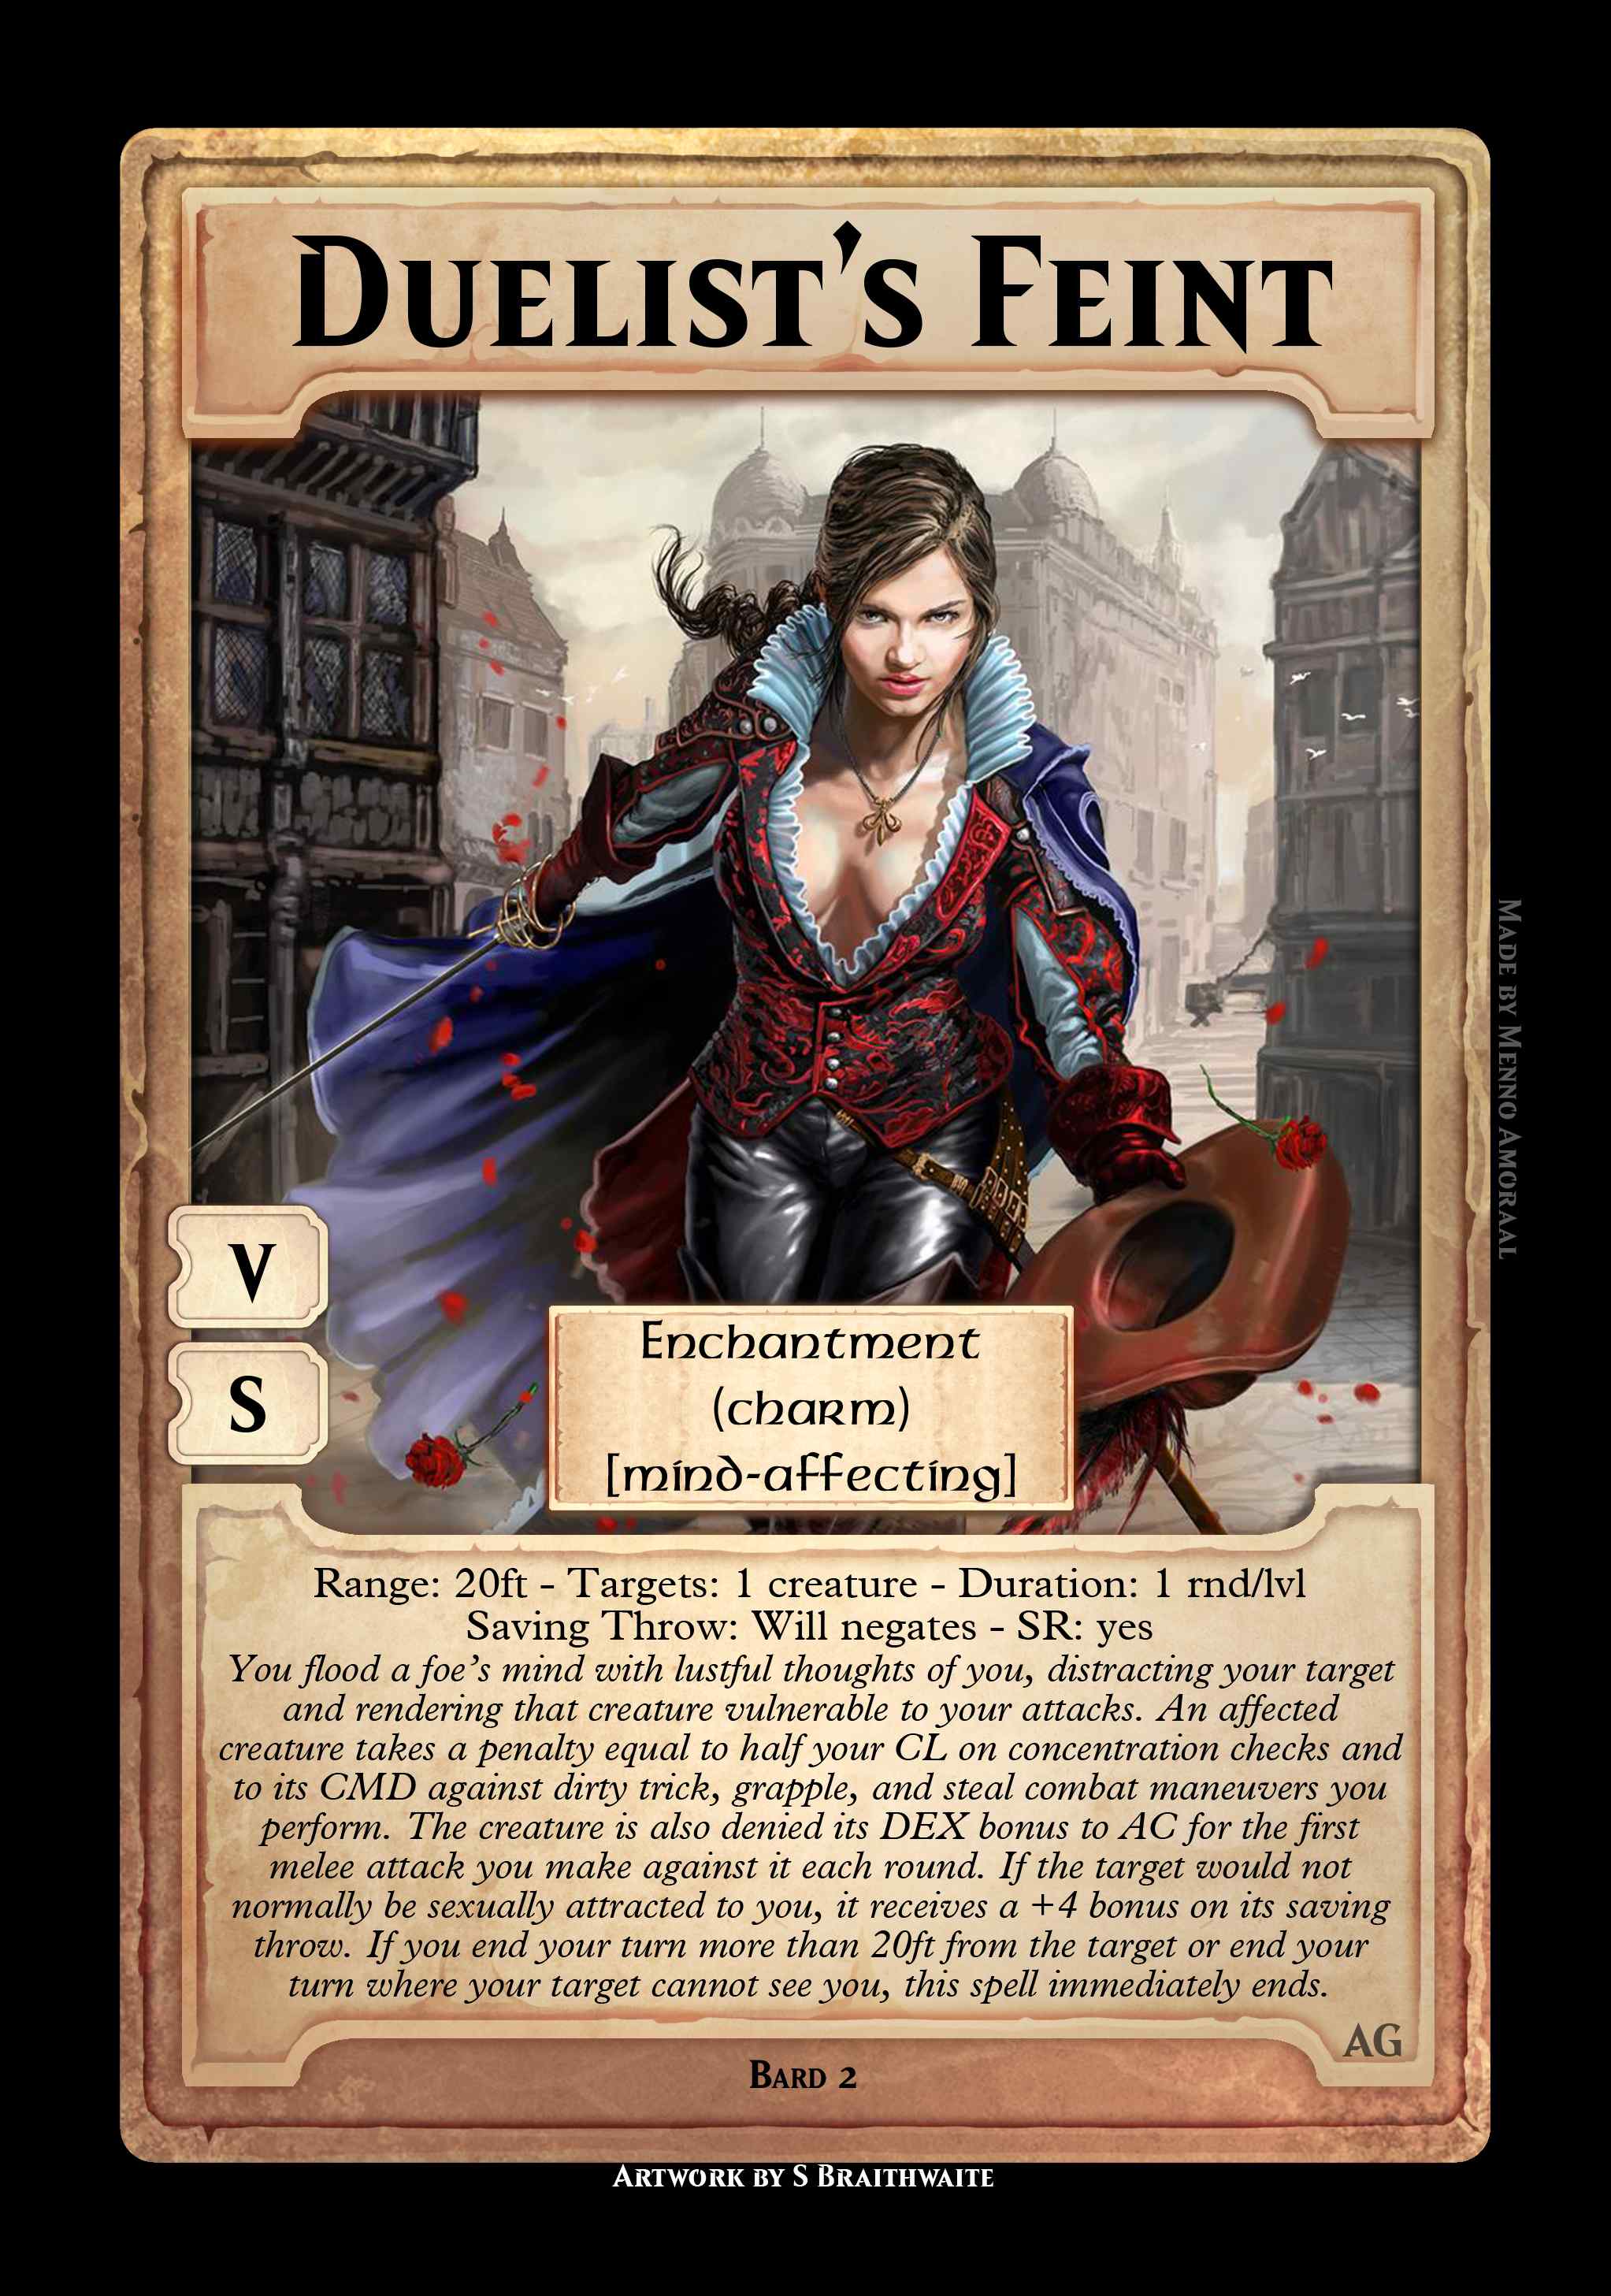 Duelist's Feint
V
S
Enchantment
(charm)
[mind-affecting]
Range: 20ft - Targets: 1 creature - Duration: 1 rnd/lvl
Saving Throw: Will negates - SR: yes
You flood a foe's mind with lustful thoughts of you, distracting your target
and rendering that creature vulnerable to your attacks. An affected
creature takes a penalty equal to half your CL on concentration checks and
to its CMD against dirty trick, grapple, and steal combat maneuvers you
perform. The creature is also denied its DEX bonus to AC for the first
melee attack you make against it each round. If the target would not
normally be sexually attracted to you, it receives a +4 bonus on its saving
throw. If you end your turn more than 20ft from the target or end your
turn where your target cannot see you, this spell immediately ends.
AG
Bard 2
Artwork by S Braithwaite
Made by Menno Amoraal